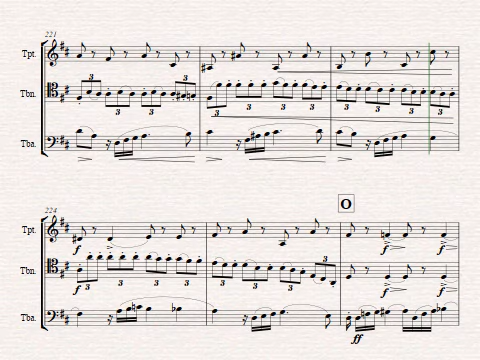 221
Tpt.
3 3
Tbn.
3 3 3 3 3 3 3 3 3
Tba.
224
O
Tpt.
f f f
3
Tbn.
f 3 3 3 3 3 3 3 f f
Tba.
ff